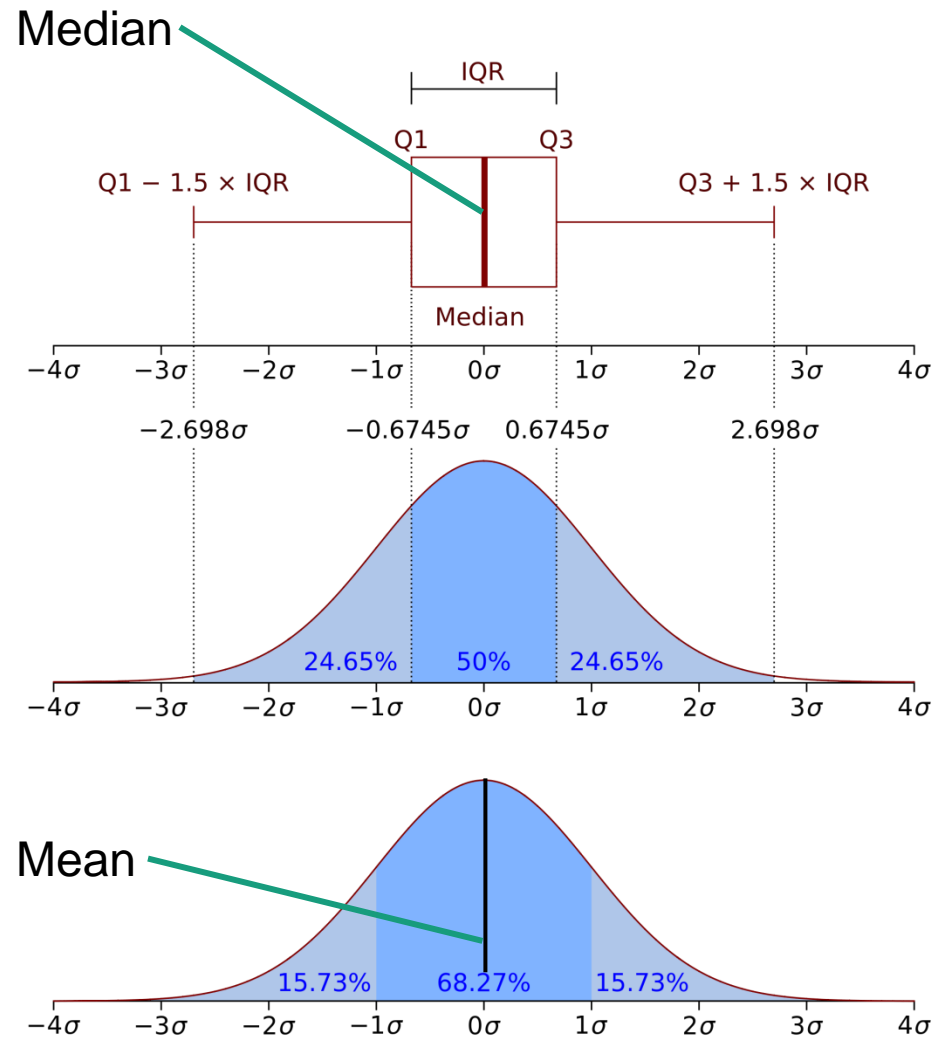 Median
IQR
Q1 Q3
Q1 − 1.5 × IQR Q3 + 1.5 × IQR
Median
−4σ −3σ −2σ −1σ 0σ 1σ 2σ 3σ 4σ
−2.698σ −0.6745σ 0.6745σ 2.698σ
24.65% 50% 24.65%
−4σ −3σ −2σ −1σ 0σ 1σ 2σ 3σ 4σ
Mean
15.73% 68.27% 15.73%
−4σ −3σ −2σ −1σ 0σ 1σ 2σ 3σ 4σ